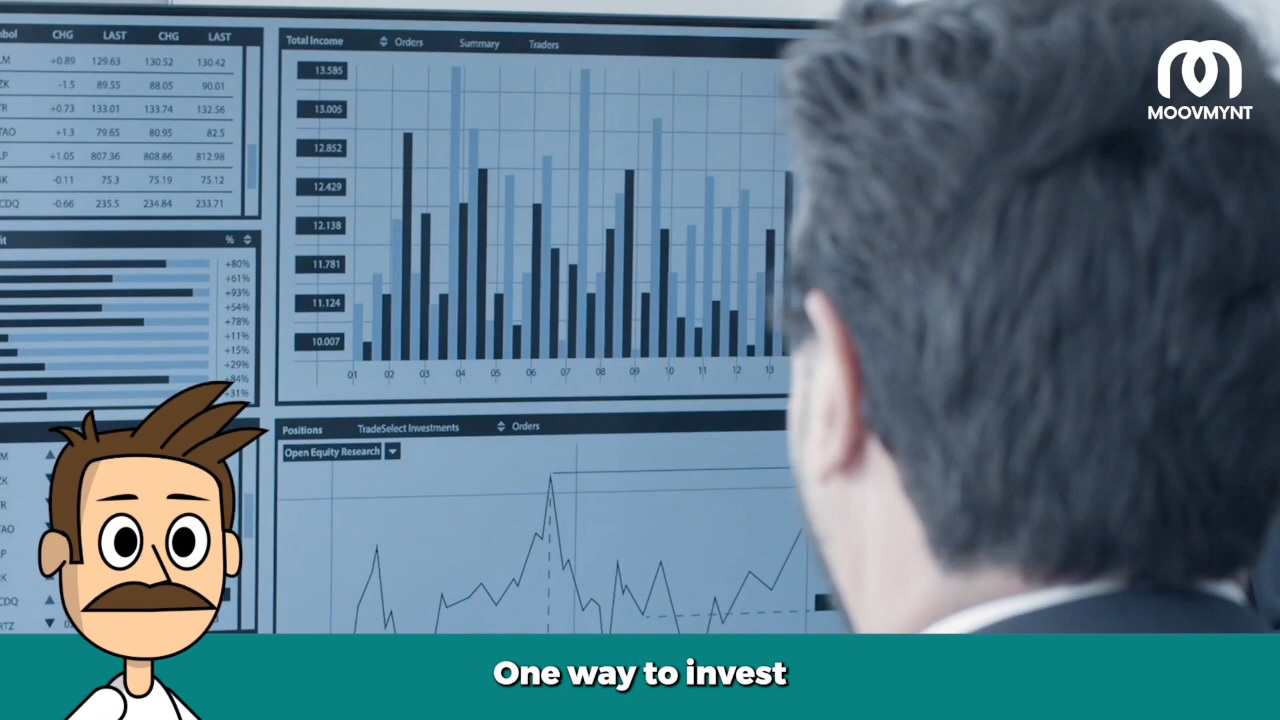 CHG LAST CHG LAST
+0.89 129.63 130.52 130.42
-1.5 89.55 88.05 90.01
+0.73 133.01 133.74 132.56
+1.3 79.65 80.95 82.5
+1.05 807.36 808.86 812.98
-0.11 75.3 75.19 75.12
CDQ -0.66 235.5 234.84 233.71
%
+80%
+61%
+93%
+54%
+78%
+11%
+15%
+29%
+84%
+31%
Total Income Orders Summary Traders
13.585
13.005
12.852
12.429
12.138
11.781
11.124
10.007
01 02 03 04 05 06 07 08 09 10 11 12 13
Positions TradeSelect Investments Orders
Open Equity Research
MOOVMYNT
One way to invest